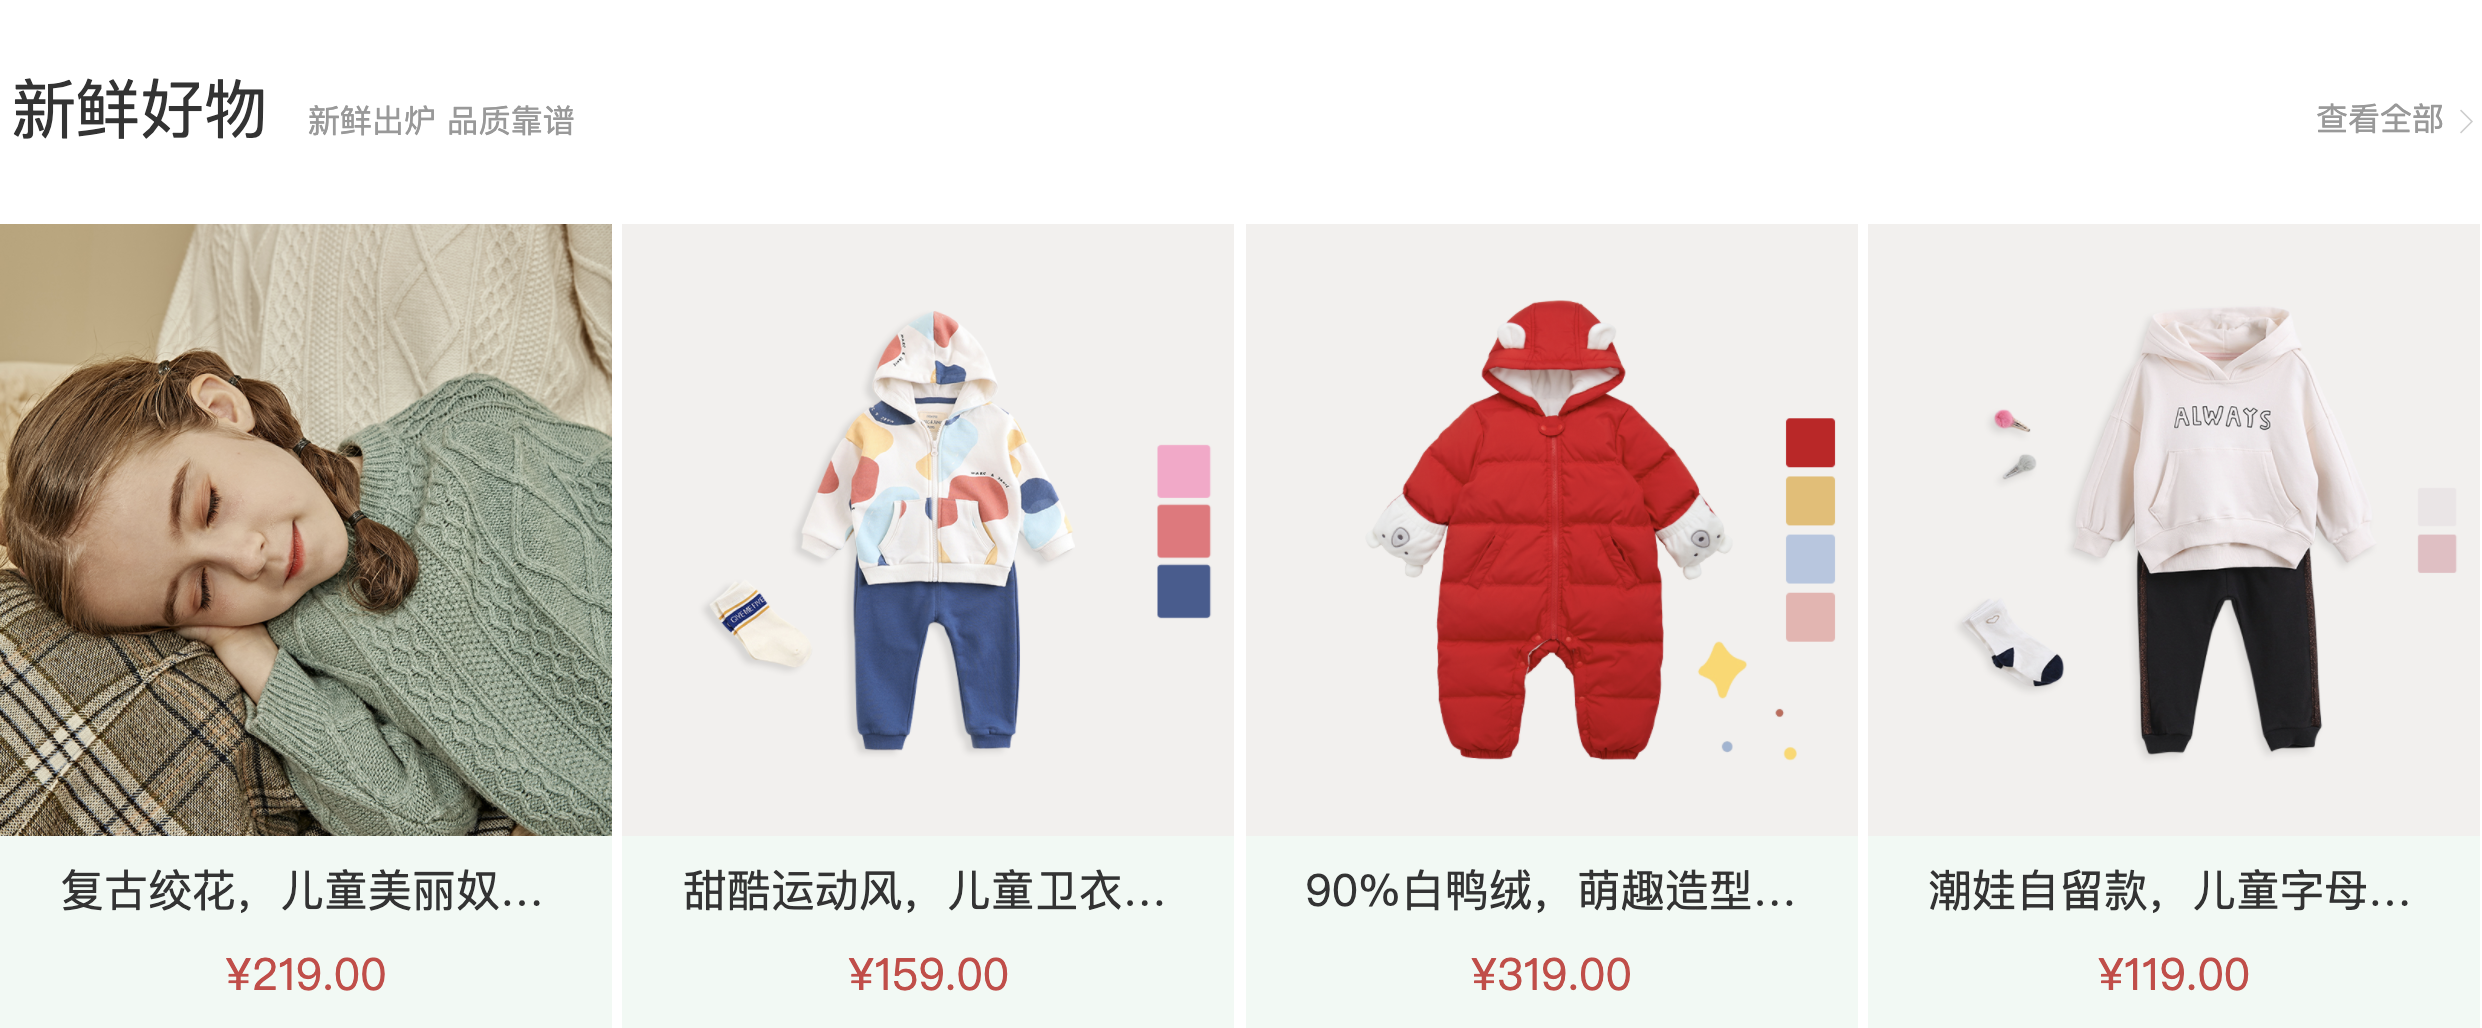 新鲜好物 新鲜出炉 品质靠谱
查看全部
GIVE ME FIVE
ALWAYS
复古绞花，儿童美丽奴...
¥219.00
甜酷运动风，儿童卫衣...
¥159.00
90%白鸭绒，萌趣造型...
¥319.00
潮娃自留款，儿童字母...
¥119.00